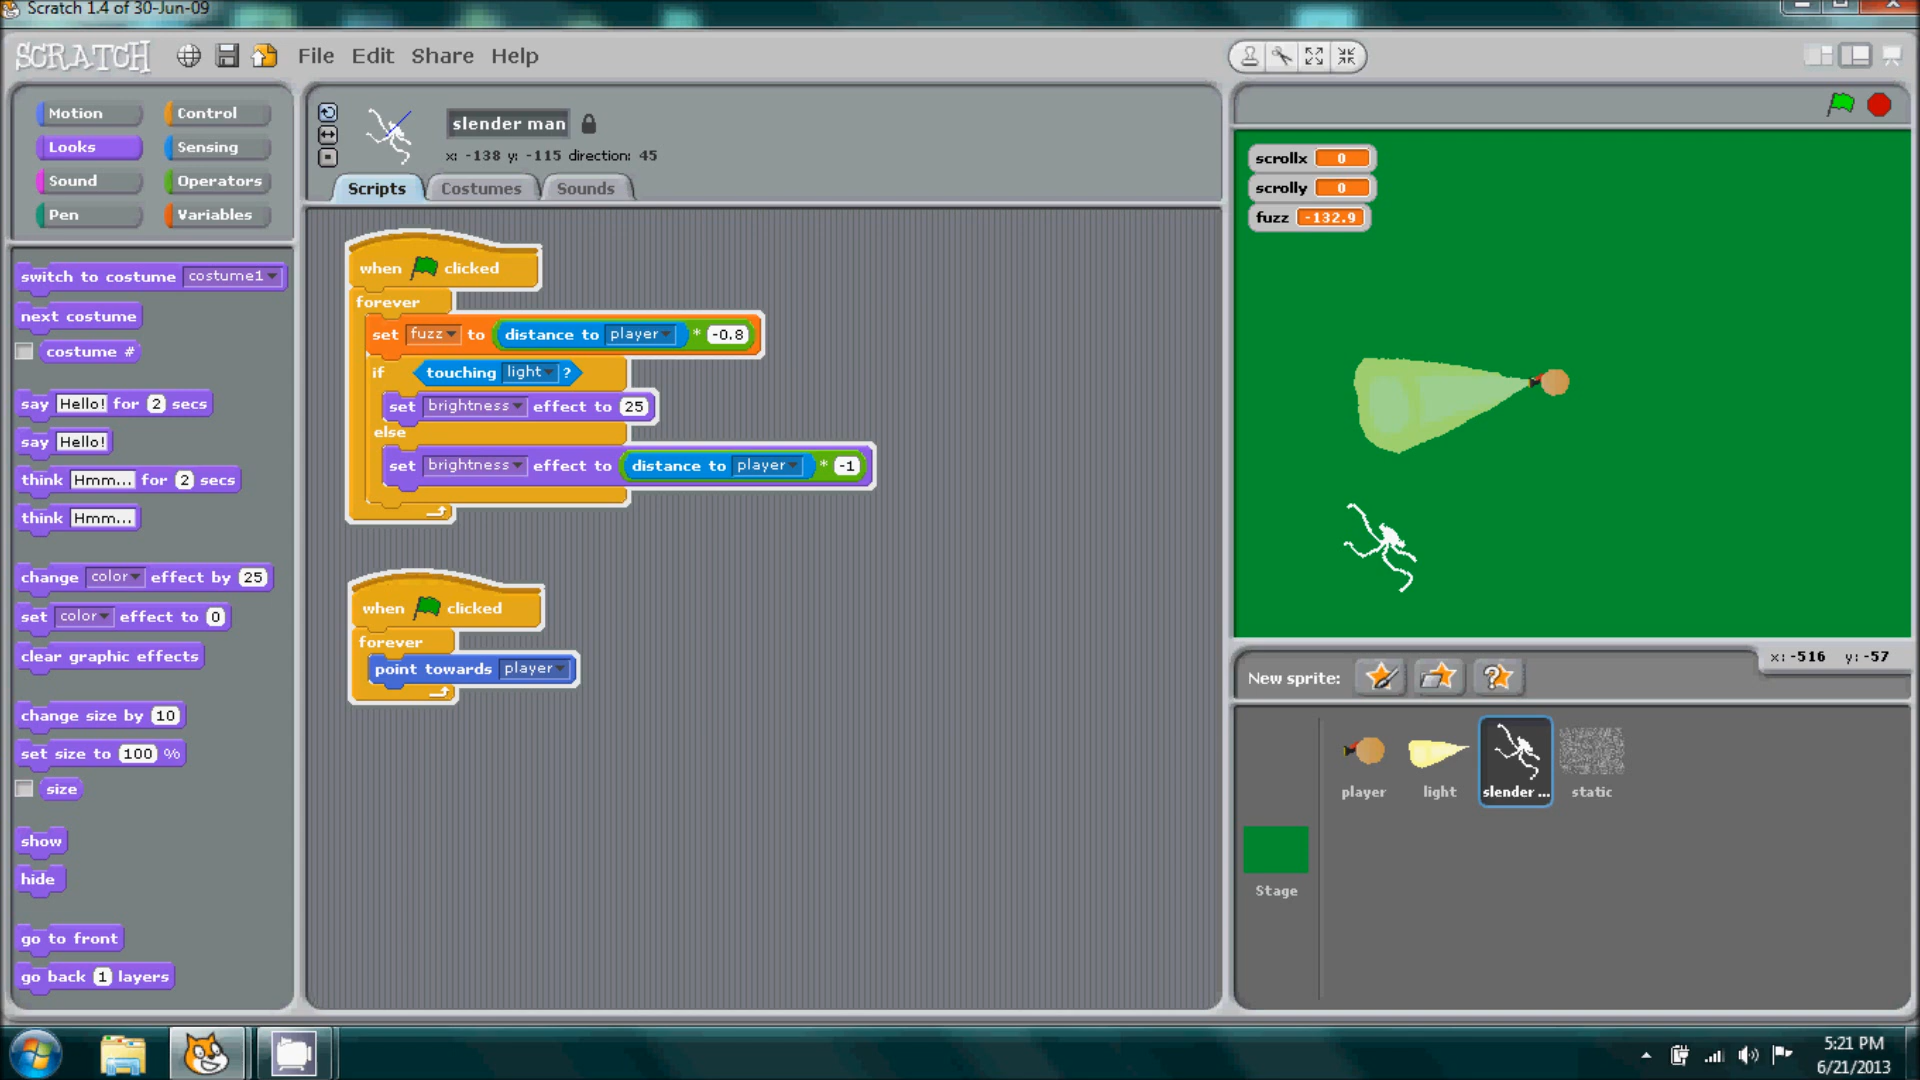 Scratch 1.4 of 30-Jun-09
SCRATCH File Edit Share Help
Motion Control
Looks Sensing
Sound Operators
Pen Variables
switch to costume costume1
next costume
costume #
say Hello! for 2 secs
say Hello!
think Hmm... for 2 secs
think Hmm...
change color effect by 25
set color effect to 0
clear graphic effects
change size by 10
set size to 100 %
size
show
hide
go to front
go back 1 layers
slender man
x: -138 y: -115 direction: 45
Scripts Costumes Sounds
when clicked
forever
set fuzz to distance to player * -0.8
if touching light ?
set brightness effect to 25
else
set brightness effect to distance to player * -1
when clicked
forever
point towards player
scrollx 0
scrolly 0
fuzz -132.9
x: -516 y: -57
New sprite:
player light slender ... static
Stage
5:21 PM
6/21/2013